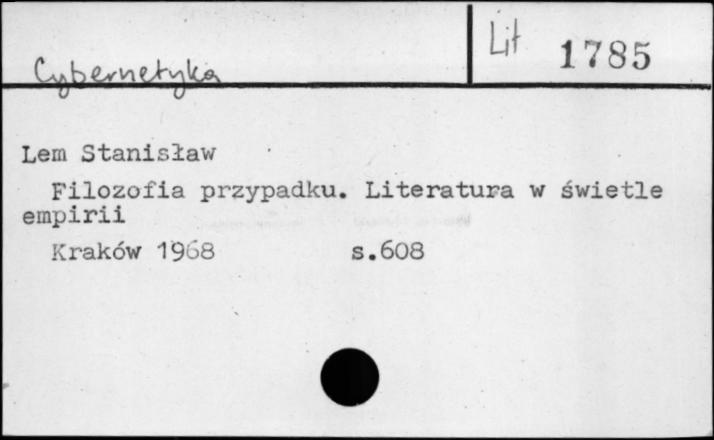 Cybernetyka
Lit 1785
Lem Stanisław
Filozofia przypadku. Literatura w świetle
empirii
Kraków 1968 s.608